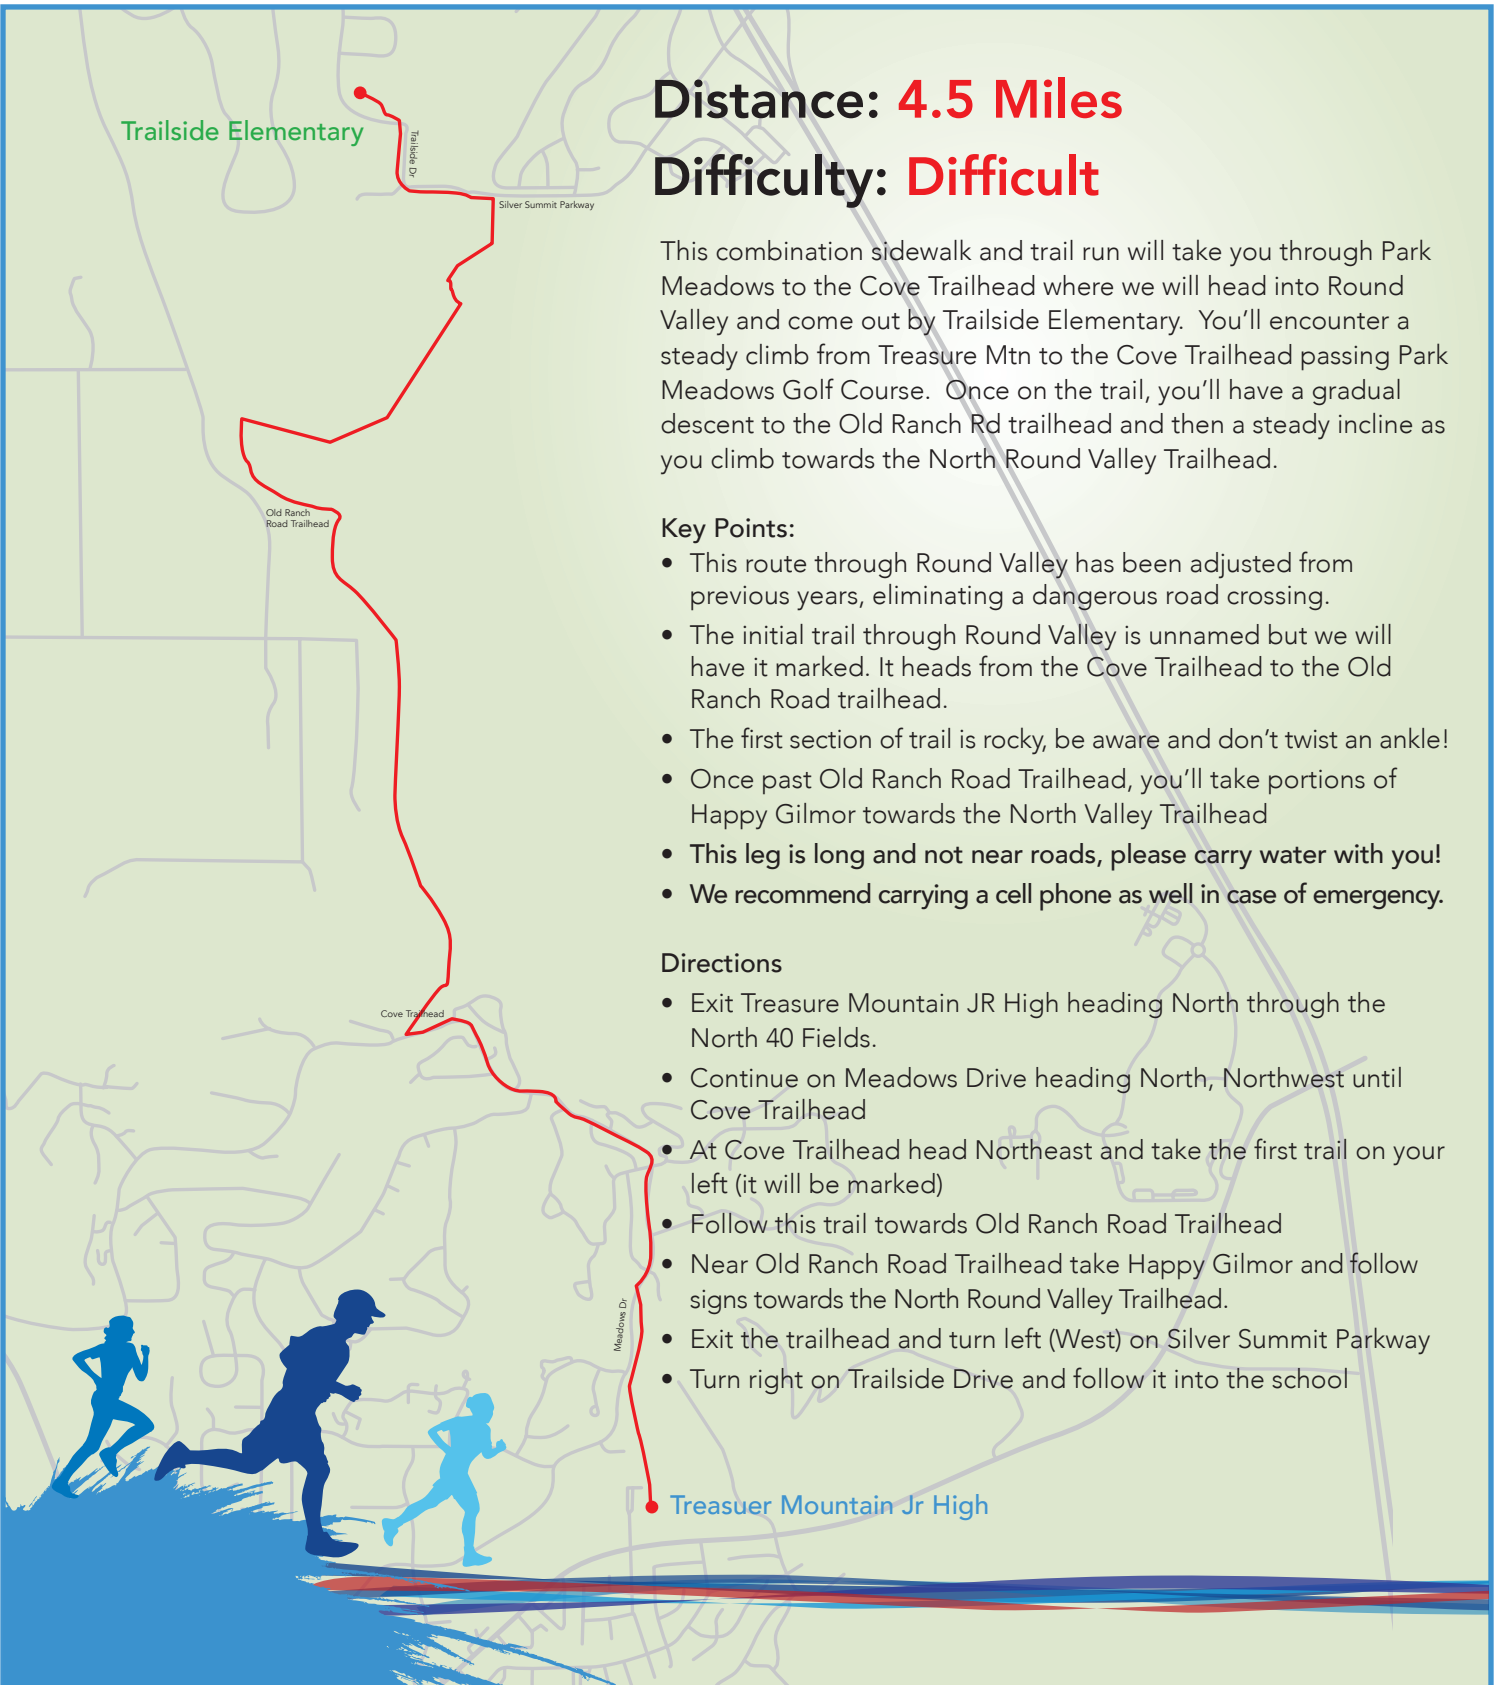 Distance: 4.5 Miles
Difficulty: Difficult
Trailside Elementary
Trailside Dr
Silver Summit Parkway
This combination sidewalk and trail run will take you through Park
Meadows to the Cove Trailhead where we will head into Round
Valley and come out by Trailside Elementary.  You'll encounter a
steady climb from Treasure Mtn to the Cove Trailhead passing Park
Meadows Golf Course.  Once on the trail, you'll have a gradual
descent to the Old Ranch Rd trailhead and then a steady incline as
you climb towards the North Round Valley Trailhead.
Old Ranch
Road Trailhead
Key Points:
• This route through Round Valley has been adjusted from
previous years, eliminating a dangerous road crossing.
• The initial trail through Round Valley is unnamed but we will
have it marked. It heads from the Cove Trailhead to the Old
Ranch Road trailhead.
• The first section of trail is rocky, be aware and don't twist an ankle!
• Once past Old Ranch Road Trailhead, you'll take portions of
Happy Gilmor towards the North Valley Trailhead
• This leg is long and not near roads, please carry water with you!
• We recommend carrying a cell phone as well in case of emergency.
Cove Trailhead
Directions
• Exit Treasure Mountain JR High heading North through the
North 40 Fields.
• Continue on Meadows Drive heading North, Northwest until
Cove Trailhead
• At Cove Trailhead head Northeast and take the first trail on your
left (it will be marked)
• Follow this trail towards Old Ranch Road Trailhead
• Near Old Ranch Road Trailhead take Happy Gilmor and follow
signs towards the North Round Valley Trailhead.
• Exit the trailhead and turn left (West) on Silver Summit Parkway
• Turn right on Trailside Drive and follow it into the school
Meadows Dr
Treasuer Mountain Jr High